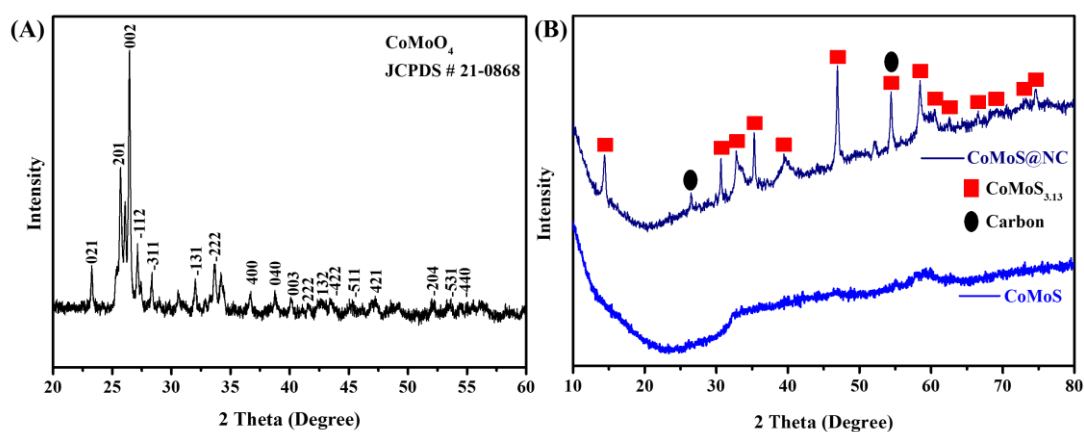 (A)
Intensity
CoMoO4
JCPDS # 21-0868
021
201
002
-112
-311
-131
-222
400
040
003
222
-132
-422
-511
421
-204
-531
-440
20 25 30 35 40 45 50 55 60
2 Theta (Degree)
(B)
Intensity
CoMoS@NC
CoMoS3.13
Carbon
CoMoS
10 20 30 40 50 60 70 80
2 Theta (Degree)